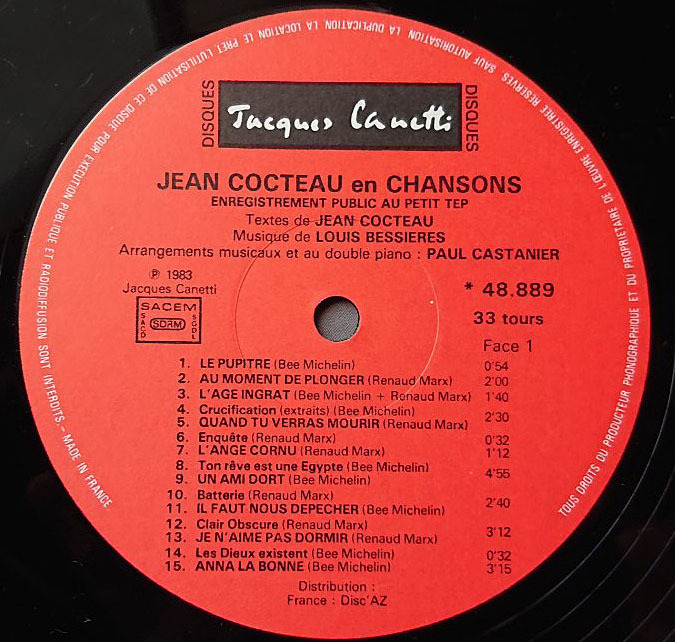 TOUS DROITS DU PRODUCTEUR PHONOGRAPHIQUE ET DU PROPRIETAIRE DE L'ŒUVRE ENREGISTREE RESERVES. SAUF AUTORISATION LA DUPLICATION, LA LOCATION, LE PRET L'UTILISATION DE CE DISQUE POUR EXECUTION PUBLIQUE ET RADIODIFFUSION SONT INTERDITS. - MADE IN FRANCE
DISQUES
Jacques Canetti
DISQUES
JEAN COCTEAU en CHANSONS
ENREGISTREMENT PUBLIC AU PETIT TEP
Textes de JEAN COCTEAU
Musique de LOUIS BESSIERES
Arrangements musicaux et au double piano : PAUL CASTANIER
℗ 1983
Jacques Canetti
SACEM
SACD SDRM SGDL
* 48.889
33 tours
Face 1
1. LE PUPITRE (Bee Michelin) 0'54
2. AU MOMENT DE PLONGER (Renaud Marx) 2'00
3. L'AGE INGRAT (Bee Michelin + Renaud Marx) 1'40
4. Crucification (extraits) (Bee Michelin)
5. QUAND TU VERRAS MOURIR (Renaud Marx) 2'30
6. Enquête (Renaud Marx) 0'32
7. L'ANGE CORNU (Renaud Marx) 1'12
8. Ton rêve est une Egypte (Bee Michelin)
9. UN AMI DORT (Bee Michelin) 4'55
10. Batterie (Renaud Marx)
11. IL FAUT NOUS DEPECHER (Bee Michelin) 2'40
12. Clair Obscure (Renaud Marx)
13. JE N'AIME PAS DORMIR (Renaud Marx) 3'12
14. Les Dieux existent (Bee Michelin) 0'32
15. ANNA LA BONNE (Bee Michelin) 3'15
Distribution :
France : Disc'AZ